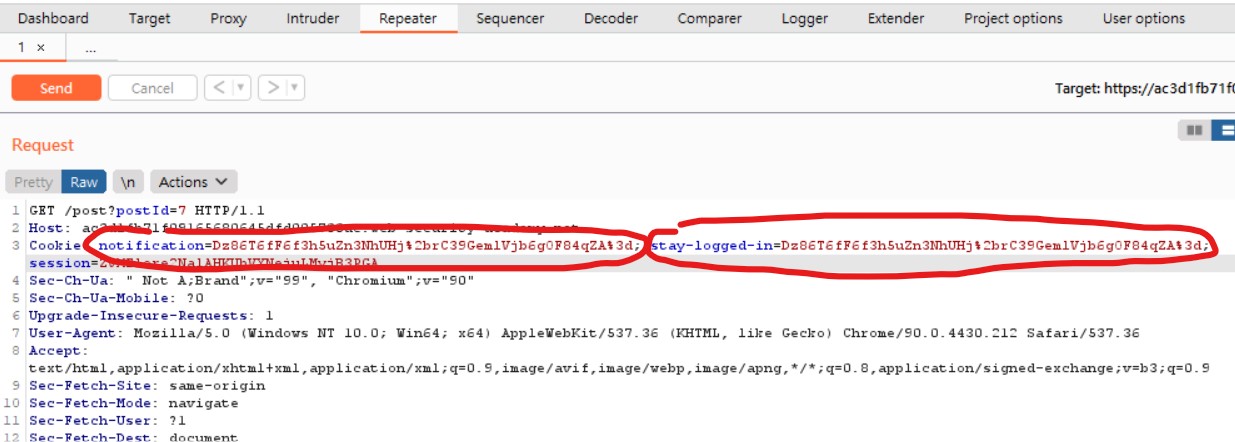 Dashboard Target Proxy Intruder Repeater Sequencer Decoder Comparer Logger Extender Project options User options
1 × ...
Send Cancel < > Target: https://ac3d1fb71f0
Request
Pretty Raw \n Actions
1 GET /post?postId=7 HTTP/1.1
2 Host:
3 Cookie: notification=Dz86T6fF6f3h5uZn3NhUHj%2brC39GemlVjb6g0F84qZA%3d; stay-logged-in=Dz86T6fF6f3h5uZn3NhUHj%2brC39GemlVjb6g0F84qZA%3d;
session=
4 Sec-Ch-Ua: " Not A;Brand";v="99", "Chromium";v="90"
5 Sec-Ch-Ua-Mobile: ?0
6 Upgrade-Insecure-Requests: 1
7 User-Agent: Mozilla/5.0 (Windows NT 10.0; Win64; x64) AppleWebKit/537.36 (KHTML, like Gecko) Chrome/90.0.4430.212 Safari/537.36
8 Accept:
text/html,application/xhtml+xml,application/xml;q=0.9,image/avif,image/webp,image/apng,*/*;q=0.8,application/signed-exchange;v=b3;q=0.9
9 Sec-Fetch-Site: same-origin
10 Sec-Fetch-Mode: navigate
11 Sec-Fetch-User: ?1
12 Sec-Fetch-Dest: document